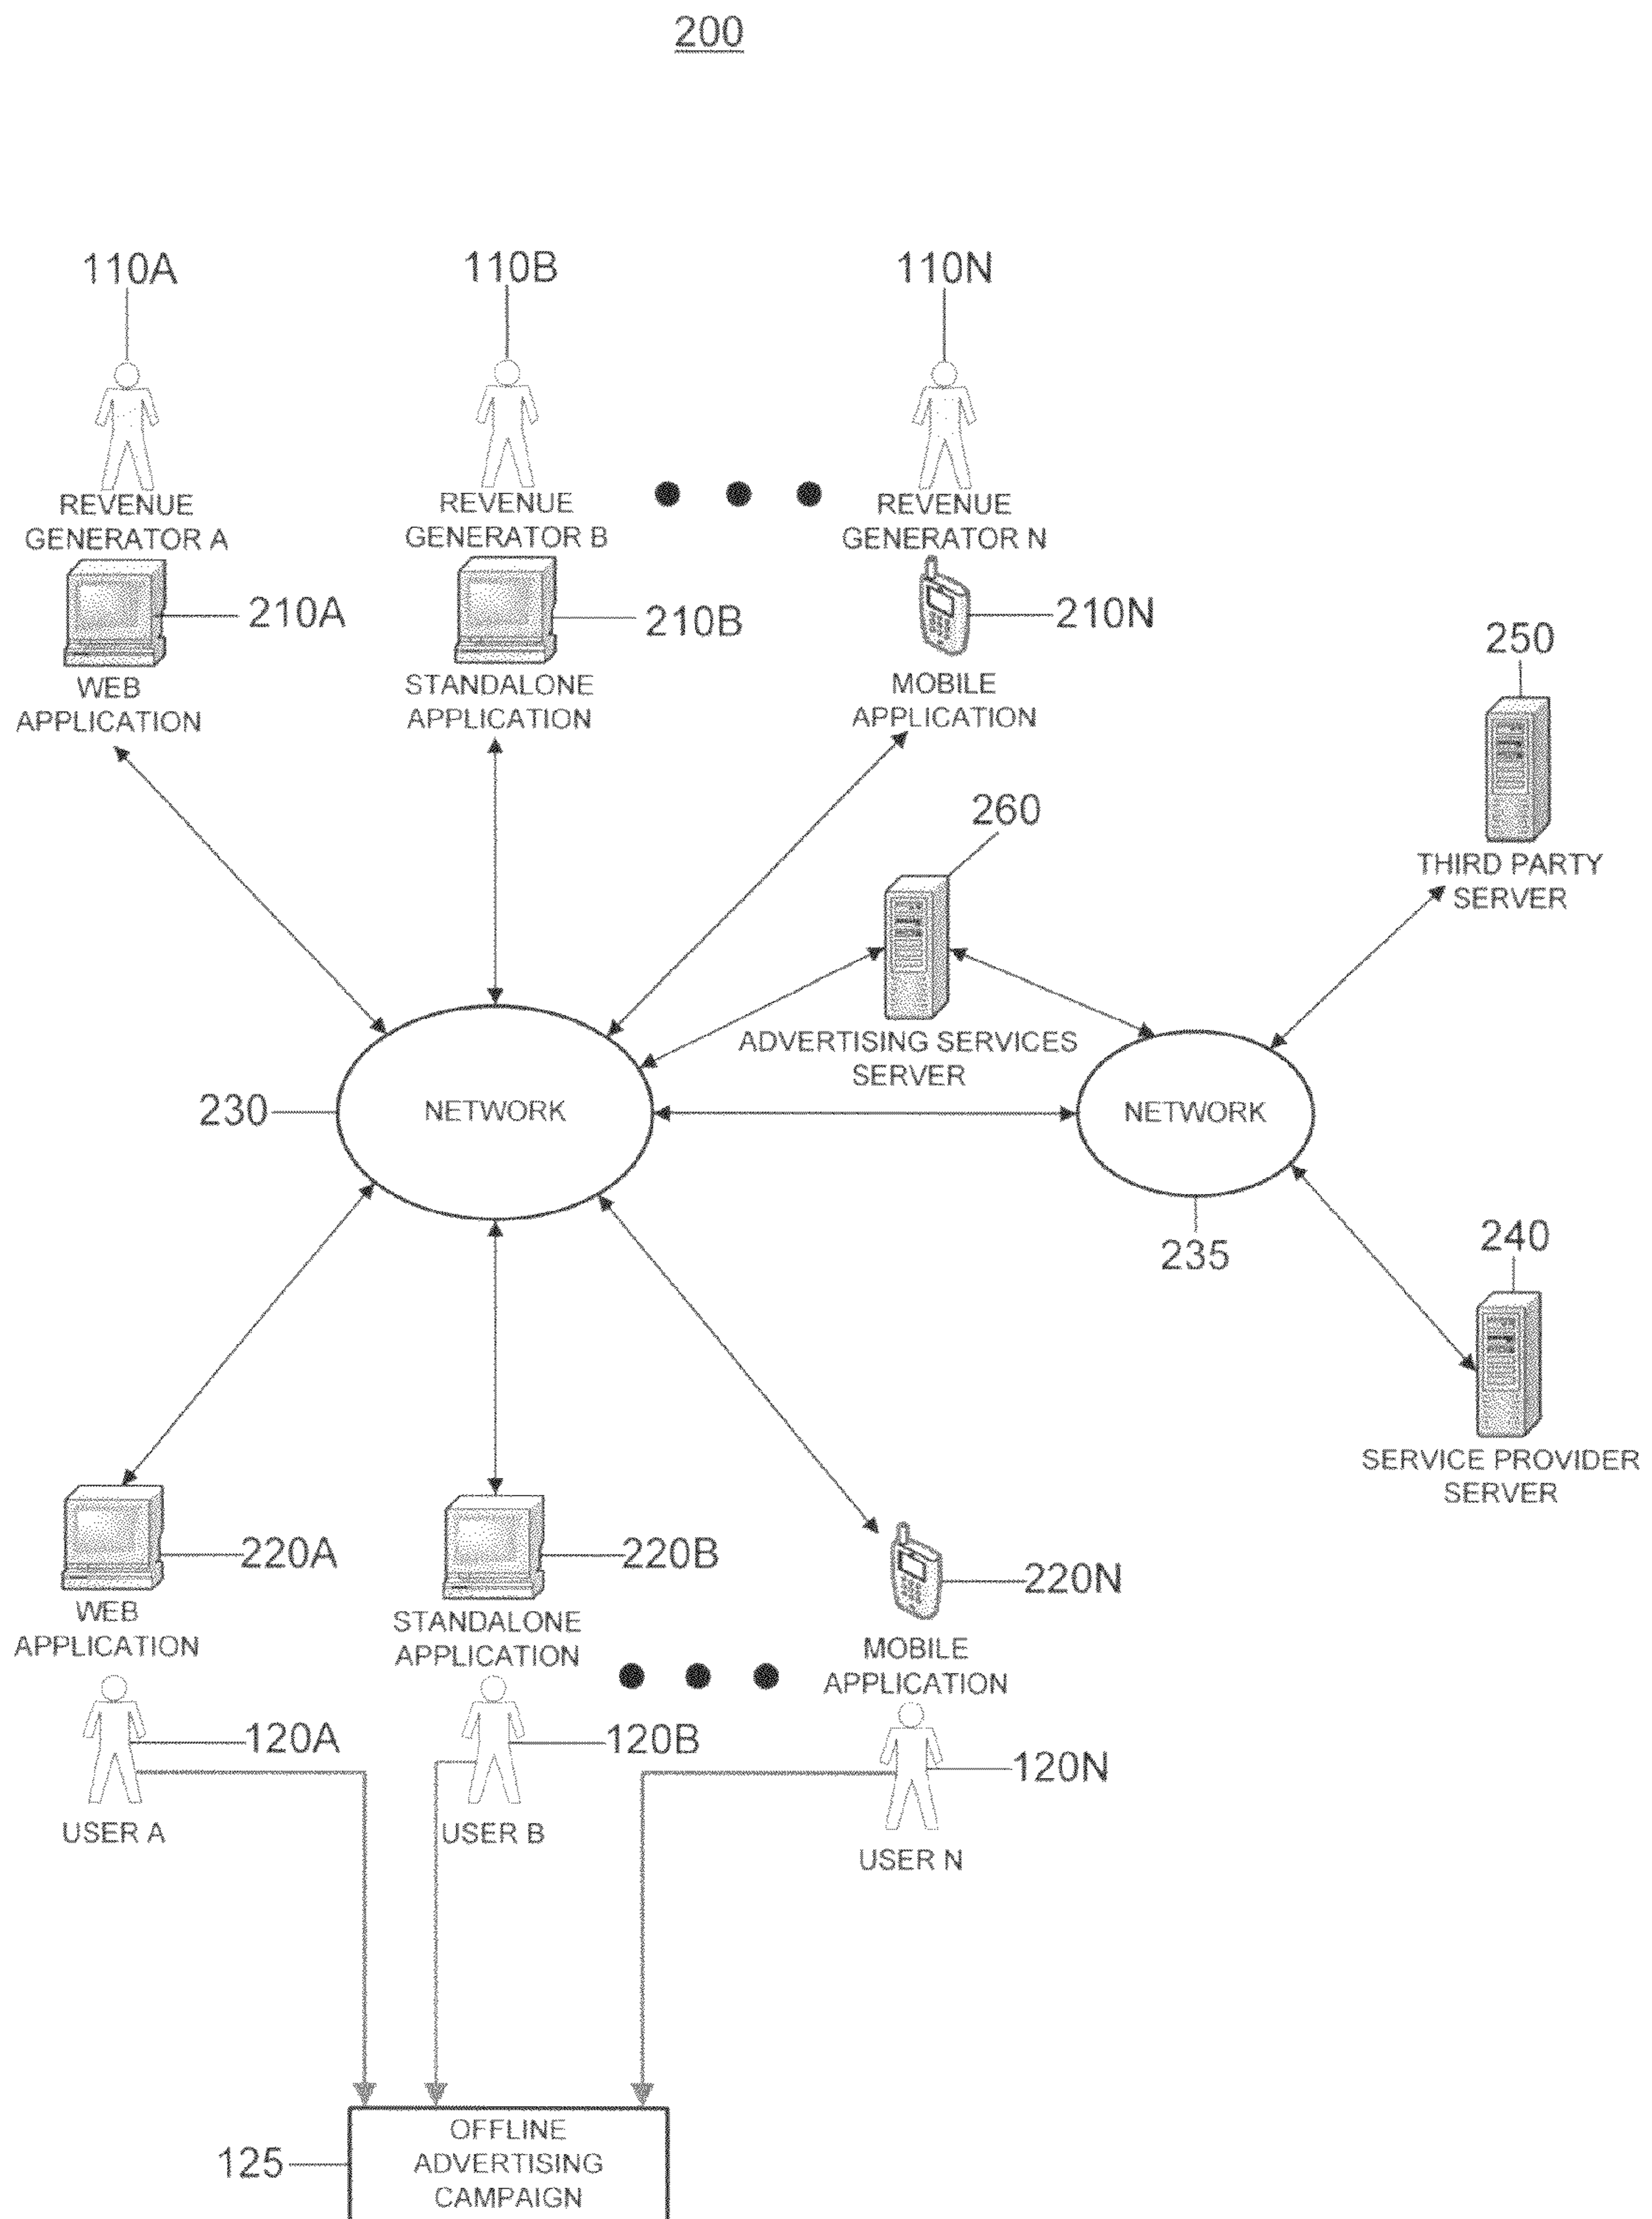 200
110A
110B
110N
REVENUE
GENERATOR A
REVENUE
GENERATOR B
REVENUE
GENERATOR N
210A
210B
210N
WEB
APPLICATION
STANDALONE
APPLICATION
MOBILE
APPLICATION
250
THIRD PARTY
SERVER
260
ADVERTISING SERVICES
SERVER
230
NETWORK
NETWORK
235
240
SERVICE PROVIDER
SERVER
220A
220B
220N
WEB
APPLICATION
STANDALONE
APPLICATION
MOBILE
APPLICATION
120A
120B
120N
USER A
USER B
USER N
125
OFFLINE
ADVERTISING
CAMPAIGN